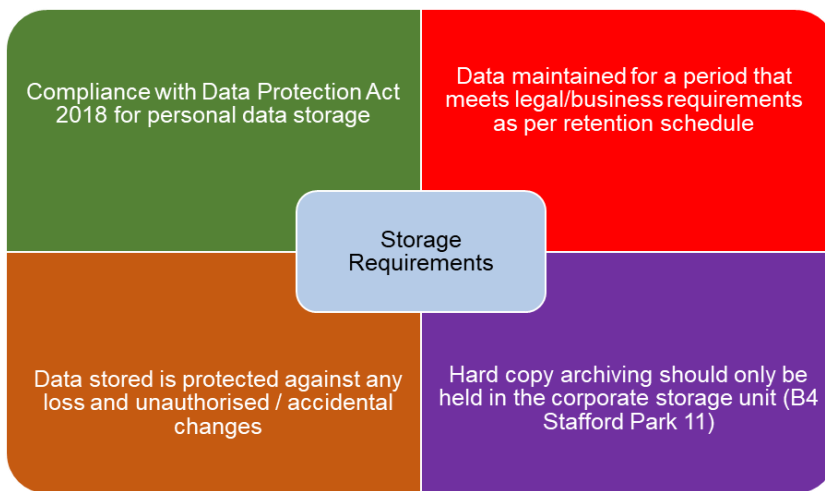 Compliance with Data Protection Act
2018 for personal data storage
Data maintained for a period that
meets legal/business requirements
as per retention schedule
Storage
Requirements
Data stored is protected against any
loss and unauthorised / accidental
changes
Hard copy archiving should only be
held in the corporate storage unit (B4
Stafford Park 11)